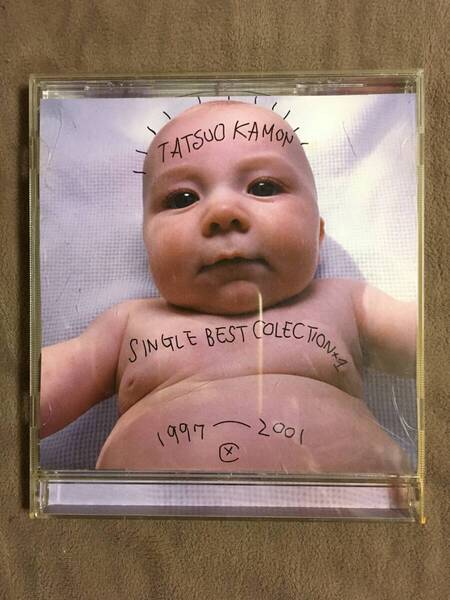 TATSUO KAMON
SINGLE BEST COLECTION*1
1997 — 2001